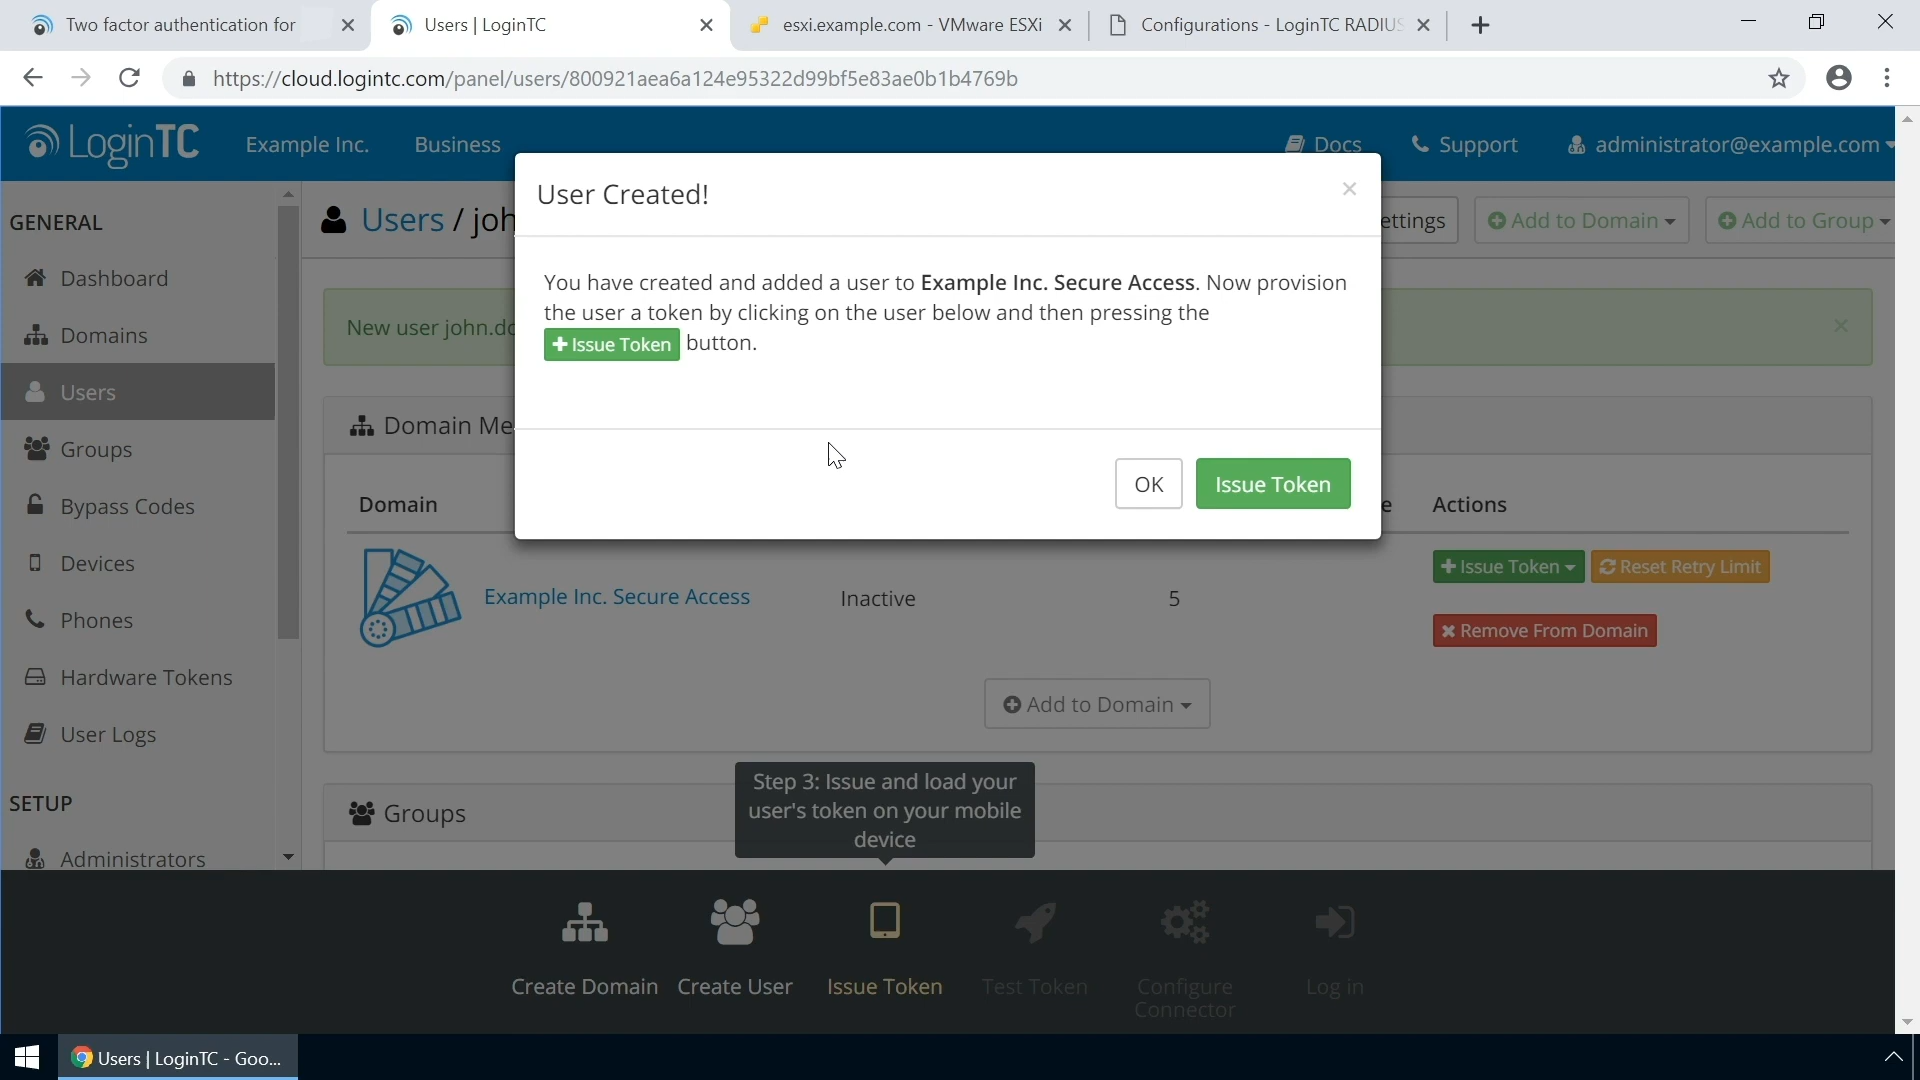 Two factor authentication for
Users | LoginTC
esxi.example.com - VMware ESXi
Configurations - LoginTC RADIUS
https://cloud.logintc.com/panel/users/800921aea6a124e95322d99bf5e83ae0b1b4769b
LoginTC
Example Inc.
Business
Docs
Support
administrator@example.com
GENERAL
Dashboard
Domains
Users
Groups
Bypass Codes
Devices
Phones
Hardware Tokens
User Logs
SETUP
Administrators
Users / joh
ettings
Add to Domain
Add to Group
New user john.do
User Created!
You have created and added a user to Example Inc. Secure Access. Now provision
the user a token by clicking on the user below and then pressing the
Issue Token button.
OK
Issue Token
Domain Me
Domain
e
Actions
Example Inc. Secure Access
Inactive
5
Issue Token
Reset Retry Limit
Remove From Domain
Add to Domain
Groups
Step 3: Issue and load your
user's token on your mobile
device
Create Domain
Create User
Issue Token
Test Token
Configure
Connector
Log in
Users | LoginTC - Goo...